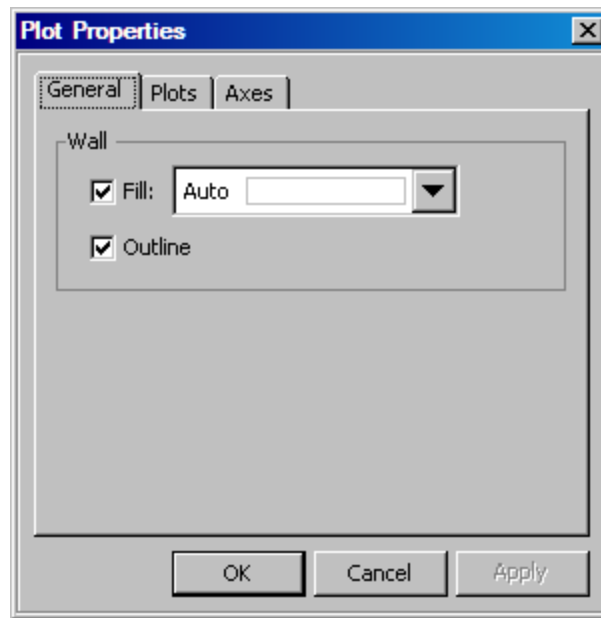 Plot Properties
General Plots Axes
Wall
Fill: Auto
Outline
OK Cancel Apply